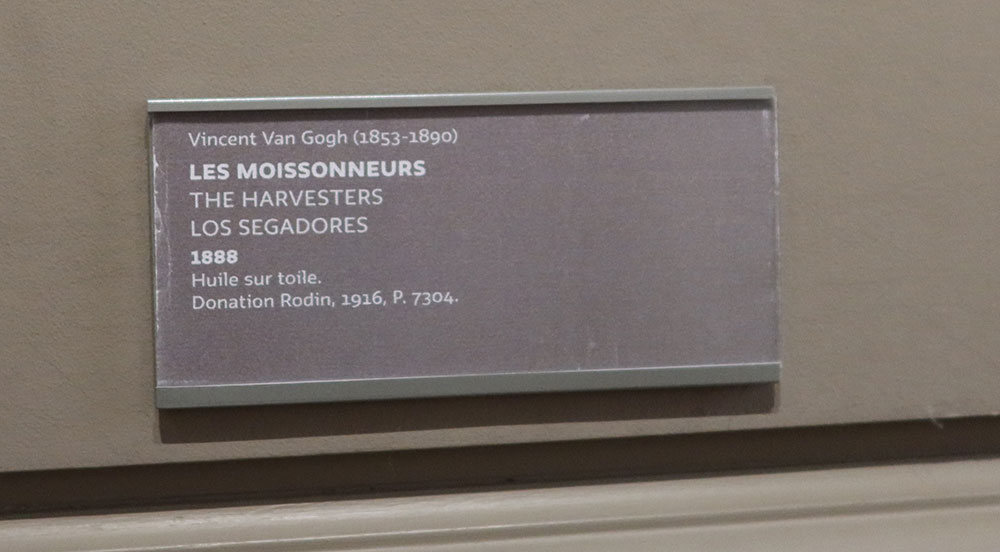 Vincent Van Gogh (1853-1890)
LES MOISSONNEURS
THE HARVESTERS
LOS SEGADORES
1888
Huile sur toile.
Donation Rodin, 1916, P. 7304.